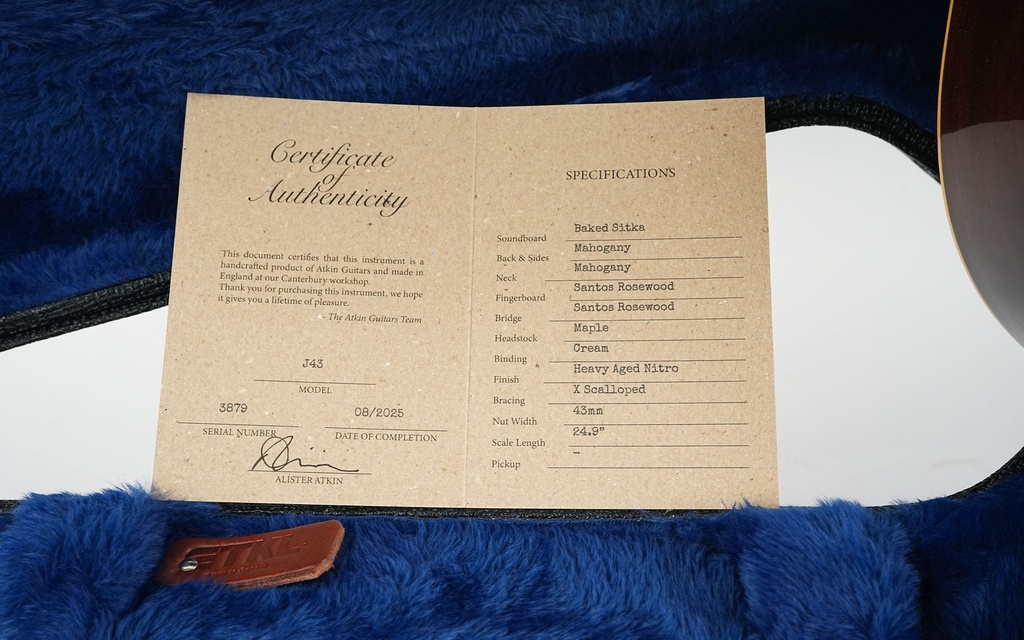 Certificate
of
Authenticity
This document certifies that this instrument is a
handcrafted product of Atkin Guitars and made in
England at our Canterbury workshop.
Thank you for purchasing this instrument, we hope
it gives you a lifetime of pleasure.
- The Atkin Guitars Team
J43
MODEL
3879
SERIAL NUMBER
08/2025
DATE OF COMPLETION
ALISTER ATKIN
SPECIFICATIONS
Soundboard Baked Sitka
Back & Sides Mahogany
Neck Mahogany
Fingerboard Santos Rosewood
Bridge Santos Rosewood
Headstock Maple
Binding Cream
Finish Heavy Aged Nitro
Bracing X Scalloped
Nut Width 43mm
Scale Length 24.9"
Pickup -